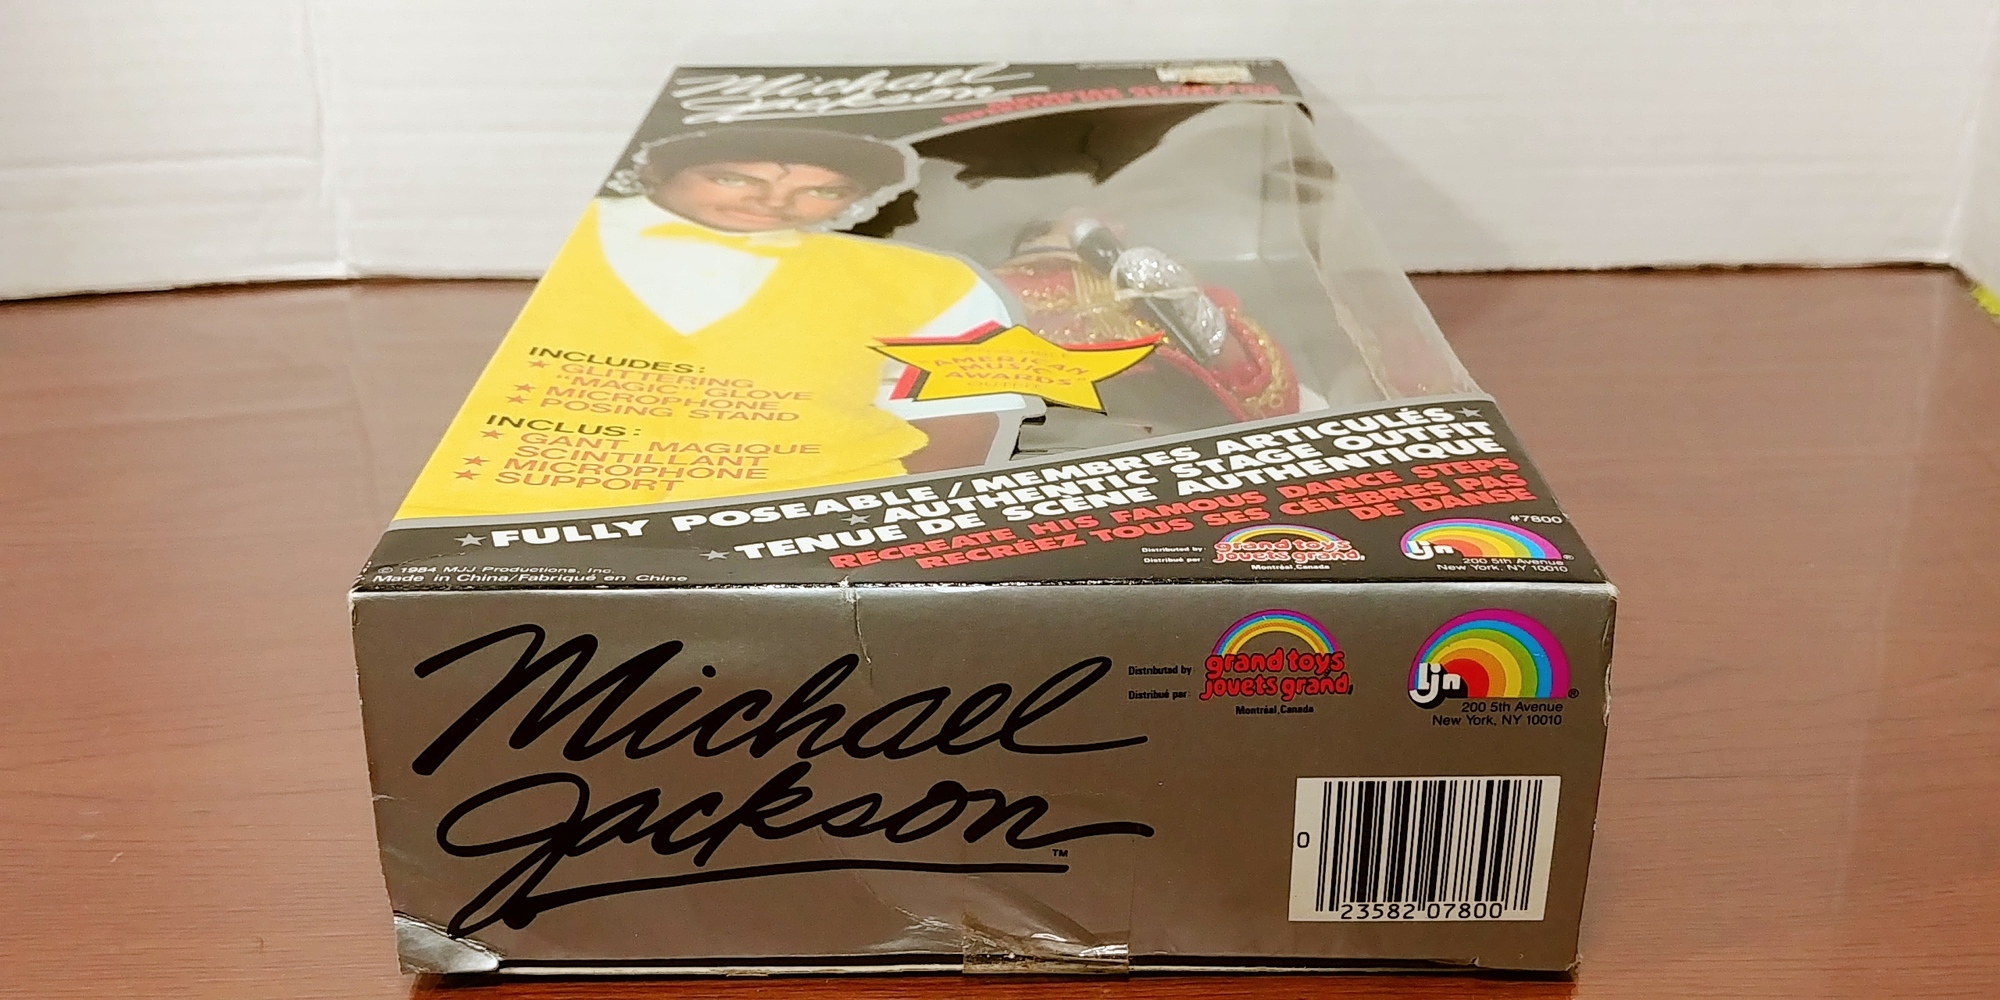 Michael
Jackson
INCLUDES:
★ GLITTERING
"MAGIC" GLOVE
★ MICROPHONE
★ POSING STAND
INCLUS:
★ GANT MAGIQUE
SCINTILLANT
★ MICROPHONE
★ SUPPORT
"AMERICAN
MUSIC
AWARDS"
OUTFIT
★ FULLY POSEABLE/MEMBRES ARTICULÉS ★
★ AUTHENTIC STAGE OUTFIT
★ TENUE DE SCÈNE AUTHENTIQUE
RECREATE HIS FAMOUS DANCE STEPS
RECRÉEZ TOUS SES CÉLÈBRES PAS
DE DANSE
© 1984 MJJ Productions, Inc.
Made in China/Fabriqué en Chine
Distributed by
Distribué par
grand toys
jouets grand,
Montréal, Canada
#7800
ljn®
200 5th Avenue
New York, NY 10010
Michael
Jackson™
Distributed by
Distribué par:
grand toys
jouets grand,
Montréal, Canada
ljn®
200 5th Avenue
New York, NY 10010
0 23582 07800